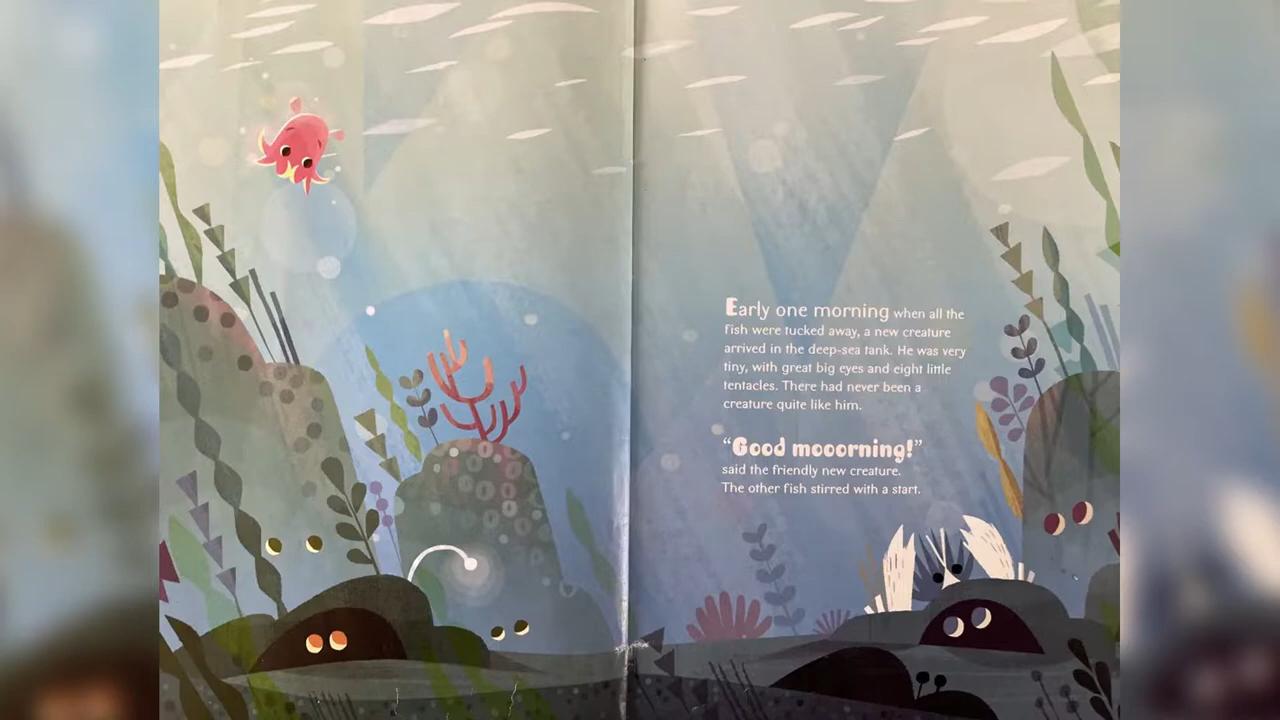 Early one morning when all the
fish were tucked away, a new creature
arrived in the deep-sea tank. He was very
tiny, with great big eyes and eight little
tentacles. There had never been a
creature quite like him.
“Good mooorning!”
said the friendly new creature.
The other fish stirred with a start.